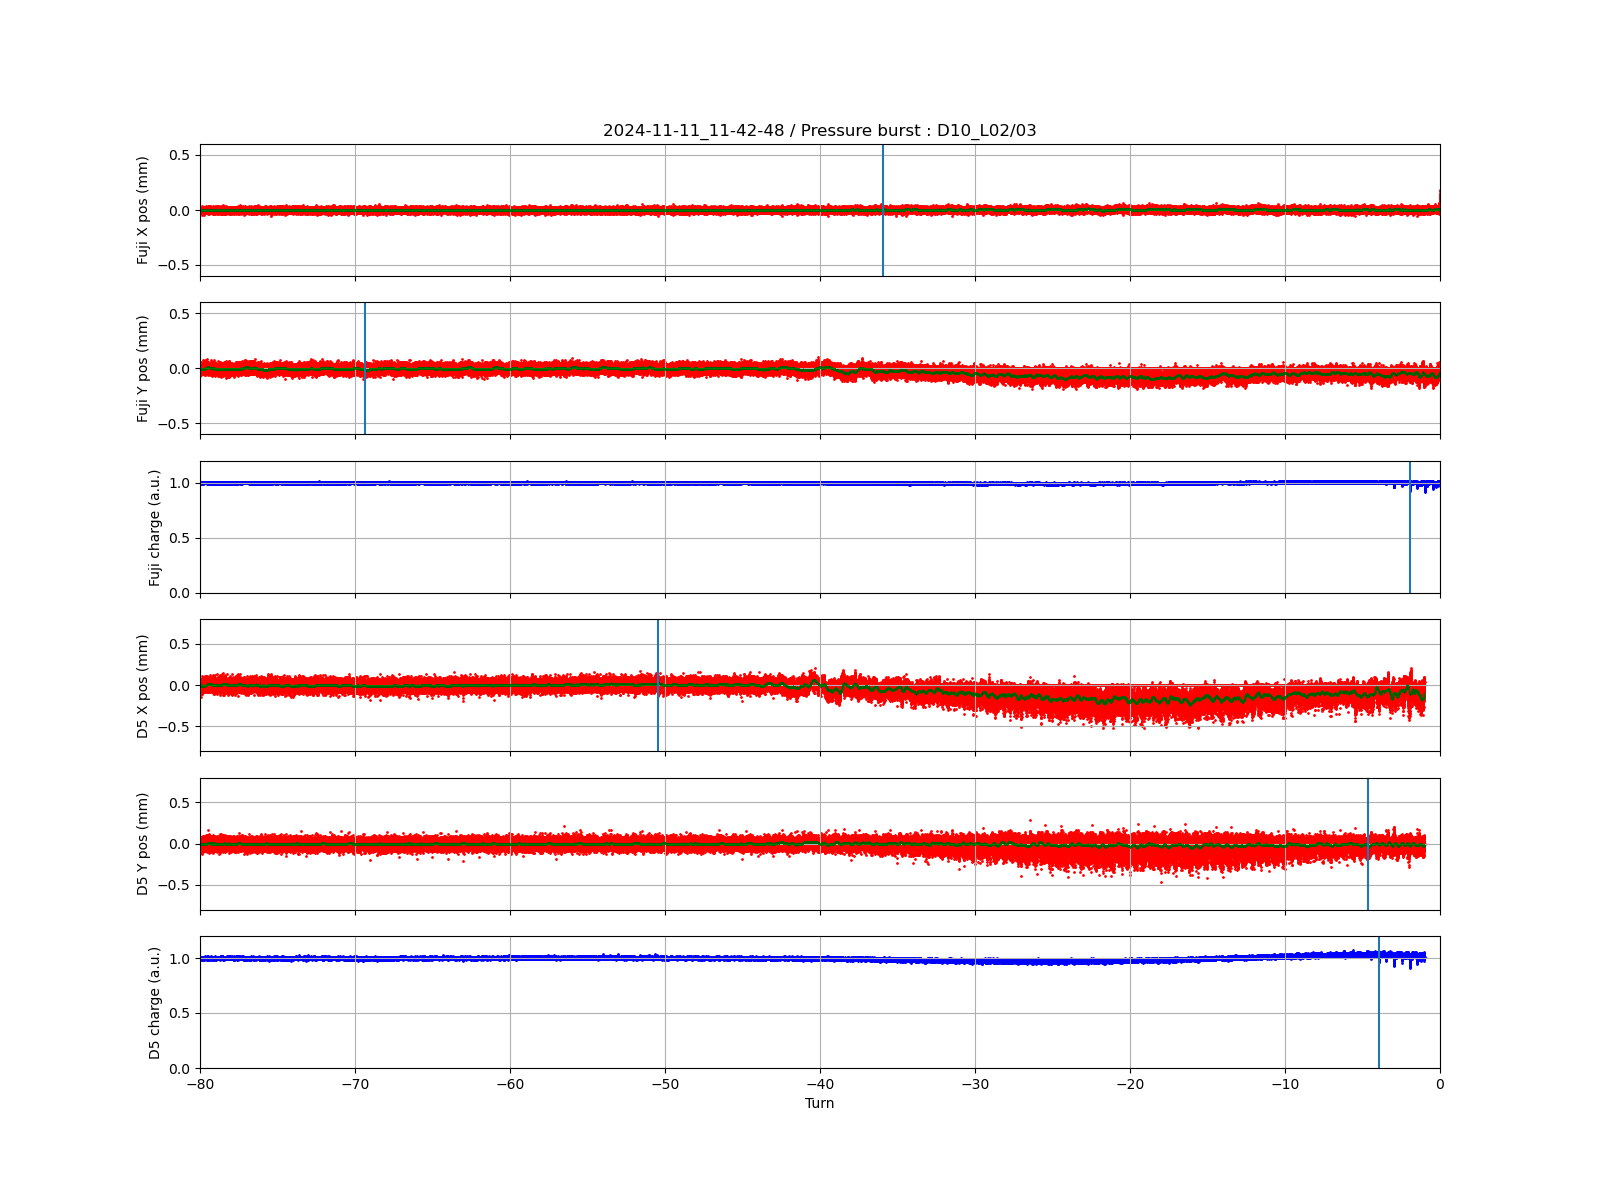 2024-11-11_11-42-48 / Pressure burst : D10_L02/03
Fuji X pos (mm)
0.5
0.0
−0.5
Fuji Y pos (mm)
0.5
0.0
−0.5
Fuji charge (a.u.)
1.0
0.5
0.0
D5 X pos (mm)
0.5
0.0
−0.5
D5 Y pos (mm)
0.5
0.0
−0.5
D5 charge (a.u.)
1.0
0.5
0.0
−80 −70 −60 −50 −40 −30 −20 −10 0
Turn